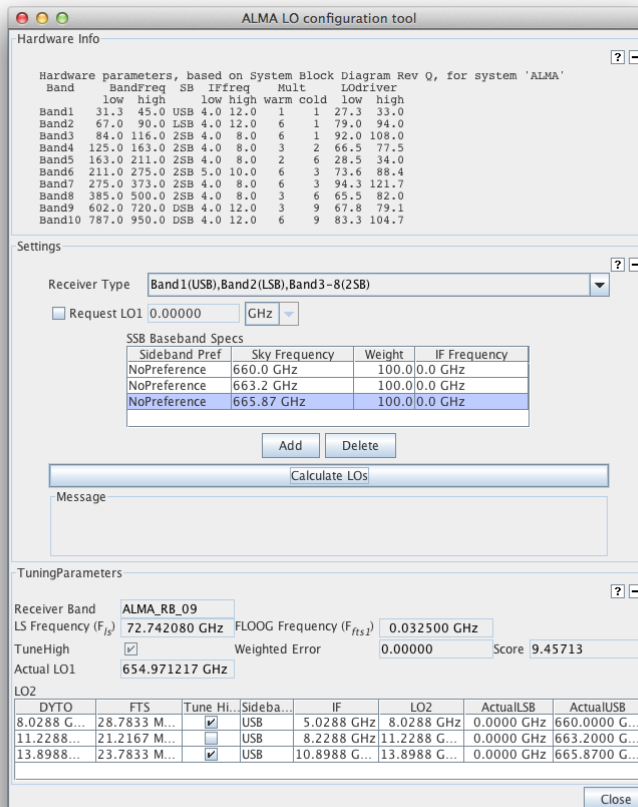 ALMA LO configuration tool
Hardware Info
? –
Hardware parameters, based on System Block Diagram Rev Q, for system 'ALMA'
Band BandFreq SB IFfreq Mult LOdriver
low high low high warm cold low high
Band1 31.3 45.0 USB 4.0 12.0 1 1 27.3 33.0
Band2 67.0 90.0 LSB 4.0 12.0 6 1 79.0 94.0
Band3 84.0 116.0 2SB 4.0 8.0 6 1 92.0 108.0
Band4 125.0 163.0 2SB 4.0 8.0 3 2 66.5 77.5
Band5 163.0 211.0 2SB 4.0 8.0 2 6 28.5 34.0
Band6 211.0 275.0 2SB 5.0 10.0 6 3 73.6 88.4
Band7 275.0 373.0 2SB 4.0 8.0 6 3 94.3 121.7
Band8 385.0 500.0 2SB 4.0 8.0 3 6 65.5 82.0
Band9 602.0 720.0 DSB 4.0 12.0 3 9 67.8 79.1
Band10 787.0 950.0 DSB 4.0 12.0 6 9 83.3 104.7
Settings
? –
Receiver Type Band1(USB),Band2(LSB),Band3-8(2SB)
Request LO1 0.00000 GHz
SSB Baseband Specs
Sideband Pref Sky Frequency Weight IF Frequency
NoPreference 660.0 GHz 100.0 0.0 GHz
NoPreference 663.2 GHz 100.0 0.0 GHz
NoPreference 665.87 GHz 100.0 0.0 GHz
Add Delete
Calculate LOs
Message
TuningParameters
? –
Receiver Band ALMA_RB_09
LS Frequency (F_ls) 72.742080 GHz FLOOG Frequency (F_fts1) 0.032500 GHz
TuneHigh Weighted Error 0.00000 Score 9.45713
Actual LO1 654.971217 GHz
LO2
DYTO FTS Tune Hi... Sideba... IF LO2 ActualLSB ActualUSB
8.0288 G... 28.7833 M... USB 5.0288 GHz 8.0288 GHz 0.0000 GHz 660.0000 G...
11.2288... 21.2167 M... USB 8.2288 GHz 11.2288 G... 0.0000 GHz 663.2000 G...
13.8988... 23.7833 M... USB 10.8988 GHz 13.8988 G... 0.0000 GHz 665.8700 G...
Close